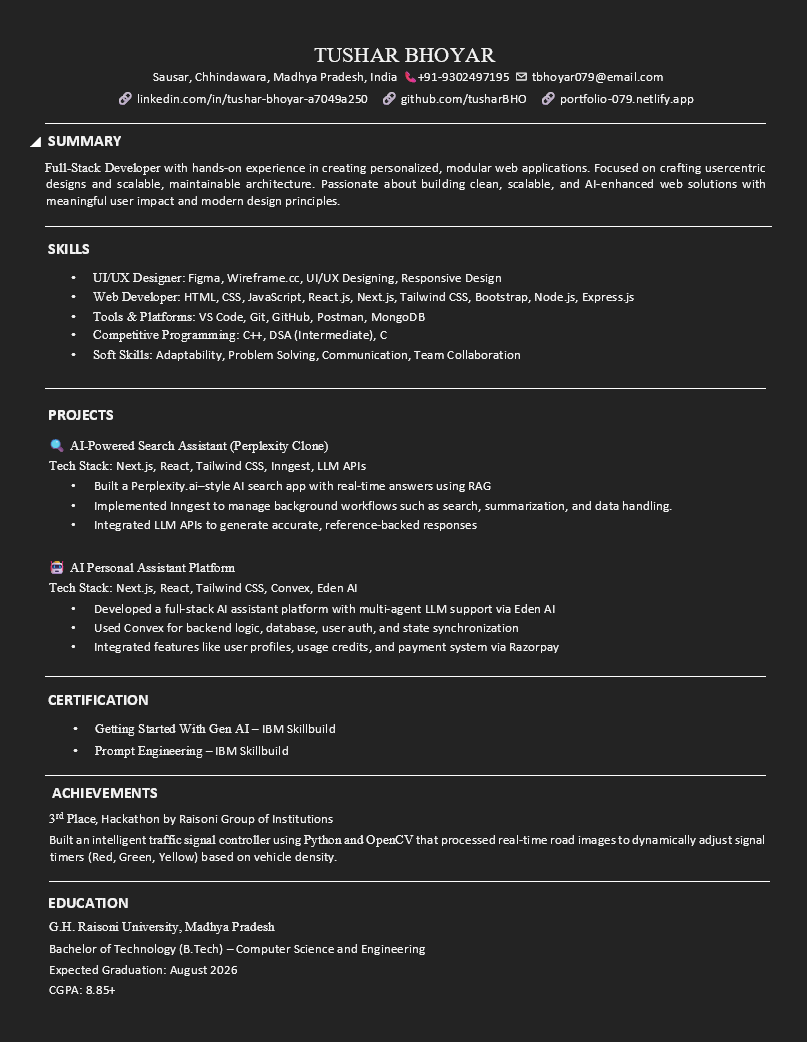 TUSHAR BHOYAR
Sausar, Chhindawara, Madhya Pradesh, India 📞+91-9302497195 ✉ tbhoyar079@email.com
🔗 linkedin.com/in/tushar-bhoyar-a7049a250 🔗 github.com/tusharBHO 🔗 portfolio-079.netlify.app
SUMMARY
Full-Stack Developer with hands-on experience in creating personalized, modular web applications. Focused on crafting usercentric
designs and scalable, maintainable architecture. Passionate about building clean, scalable, and AI-enhanced web solutions with
meaningful user impact and modern design principles.
SKILLS
• UI/UX Designer: Figma, Wireframe.cc, UI/UX Designing, Responsive Design
• Web Developer: HTML, CSS, JavaScript, React.js, Next.js, Tailwind CSS, Bootstrap, Node.js, Express.js
• Tools & Platforms: VS Code, Git, GitHub, Postman, MongoDB
• Competitive Programming: C++, DSA (Intermediate), C
• Soft Skills: Adaptability, Problem Solving, Communication, Team Collaboration
PROJECTS
🔍 AI-Powered Search Assistant (Perplexity Clone)
Tech Stack: Next.js, React, Tailwind CSS, Inngest, LLM APIs
• Built a Perplexity.ai–style AI search app with real-time answers using RAG
• Implemented Inngest to manage background workflows such as search, summarization, and data handling.
• Integrated LLM APIs to generate accurate, reference-backed responses
🤖 AI Personal Assistant Platform
Tech Stack: Next.js, React, Tailwind CSS, Convex, Eden AI
• Developed a full-stack AI assistant platform with multi-agent LLM support via Eden AI
• Used Convex for backend logic, database, user auth, and state synchronization
• Integrated features like user profiles, usage credits, and payment system via Razorpay
CERTIFICATION
• Getting Started With Gen AI – IBM Skillbuild
• Prompt Engineering – IBM Skillbuild
ACHIEVEMENTS
3rd Place, Hackathon by Raisoni Group of Institutions
Built an intelligent traffic signal controller using Python and OpenCV that processed real-time road images to dynamically adjust signal
timers (Red, Green, Yellow) based on vehicle density.
EDUCATION
G.H. Raisoni University, Madhya Pradesh
Bachelor of Technology (B.Tech) – Computer Science and Engineering
Expected Graduation: August 2026
CGPA: 8.85+